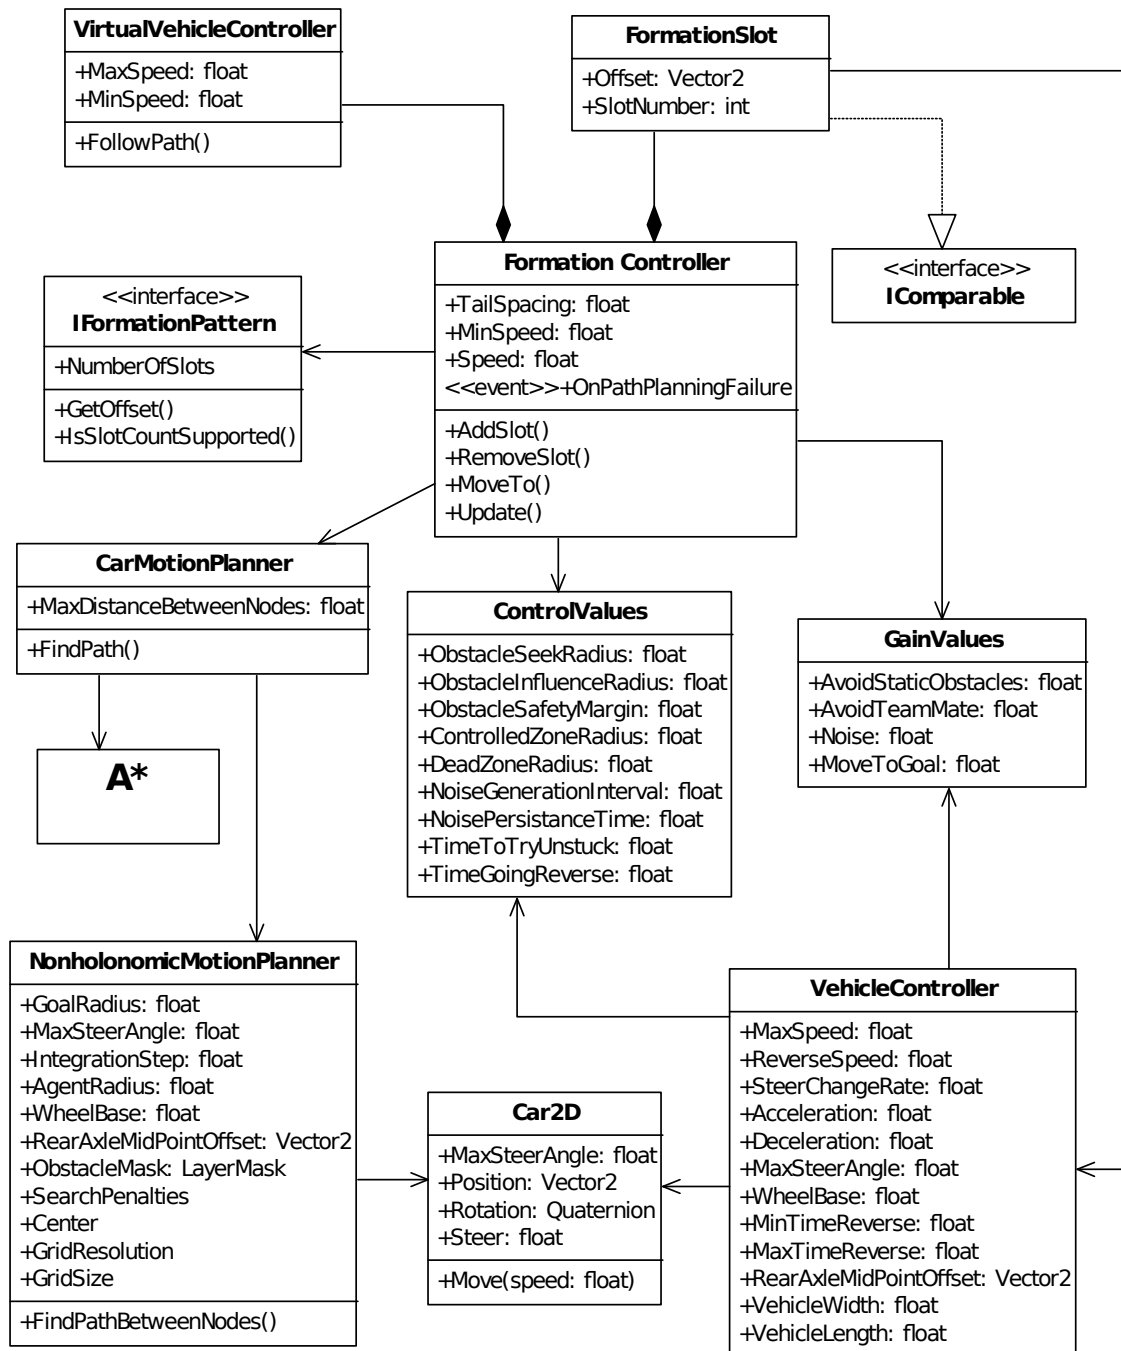 VirtualVehicleController
+MaxSpeed: float
+MinSpeed: float
+FollowPath()
FormationSlot
+Offset: Vector2
+SlotNumber: int
<<interface>>
IComparable
Formation Controller
+TailSpacing: float
+MinSpeed: float
+Speed: float
<<event>>+OnPathPlanningFailure
+AddSlot()
+RemoveSlot()
+MoveTo()
+Update()
<<interface>>
IFormationPattern
+NumberOfSlots
+GetOffset()
+IsSlotCountSupported()
CarMotionPlanner
+MaxDistanceBetweenNodes: float
+FindPath()
ControlValues
+ObstacleSeekRadius: float
+ObstacleInfluenceRadius: float
+ObstacleSafetyMargin: float
+ControlledZoneRadius: float
+DeadZoneRadius: float
+NoiseGenerationInterval: float
+NoisePersistanceTime: float
+TimeToTryUnstuck: float
+TimeGoingReverse: float
GainValues
+AvoidStaticObstacles: float
+AvoidTeamMate: float
+Noise: float
+MoveToGoal: float
A*
NonholonomicMotionPlanner
+GoalRadius: float
+MaxSteerAngle: float
+IntegrationStep: float
+AgentRadius: float
+WheelBase: float
+RearAxleMidPointOffset: Vector2
+ObstacleMask: LayerMask
+SearchPenalties
+Center
+GridResolution
+GridSize
+FindPathBetweenNodes()
Car2D
+MaxSteerAngle: float
+Position: Vector2
+Rotation: Quaternion
+Steer: float
+Move(speed: float)
VehicleController
+MaxSpeed: float
+ReverseSpeed: float
+SteerChangeRate: float
+Acceleration: float
+Deceleration: float
+MaxSteerAngle: float
+WheelBase: float
+MinTimeReverse: float
+MaxTimeReverse: float
+RearAxleMidPointOffset: Vector2
+VehicleWidth: float
+VehicleLength: float